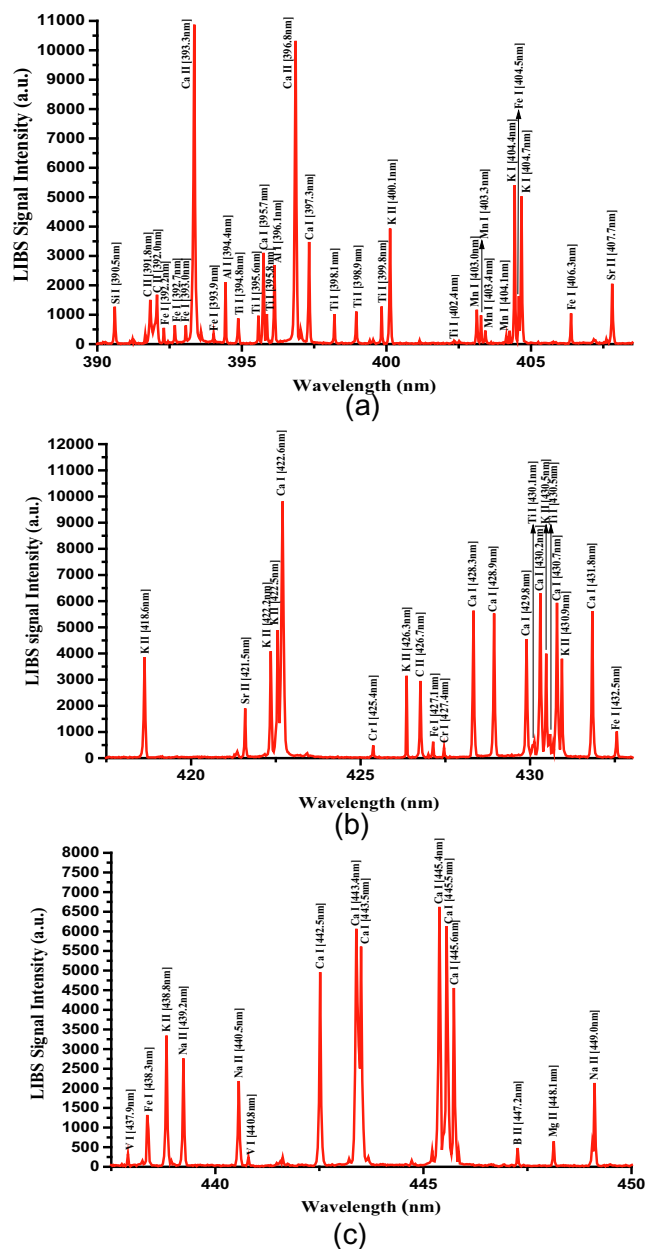 LIBS Signal Intensity (a.u.)
11000
10000
9000
8000
7000
6000
5000
4000
3000
2000
1000
0
Si I [390.5nm]
C II [391.8nm]
C II [392.0nm]
Fe I [392.2nm]
Fe I [392.7nm]
Fe I [393.0nm]
Ca II [393.3nm]
Fe I [393.9nm]
Al I [394.4nm]
Ti I [394.8nm]
Ti I [395.6nm]
Ca I [395.7nm]
Ti I [395.8nm]
Al I [396.1nm]
Ca II [396.8nm]
Ca I [397.3nm]
Ti I [398.1nm]
Ti I [398.9nm]
Ti I [399.8nm]
K II [400.1nm]
Ti I [402.4nm]
Mn I [403.0nm]
Mn I [403.3nm]
Mn I [403.4nm]
Mn I [404.1nm]
K I [404.4nm]
Fe I [404.5nm]
K I [404.7nm]
Fe I [406.3nm]
Sr II [407.7nm]
390 395 400 405
Wavelength (nm)
(a)
LIBS signal Intensity (a.u.)
12000
11000
10000
9000
8000
7000
6000
5000
4000
3000
2000
1000
0
K II [418.6nm]
Sr II [421.5nm]
K II [422.2nm]
K II [422.5nm]
Ca I [422.6nm]
Cr I [425.4nm]
K II [426.3nm]
C II [426.7nm]
Fe I [427.1nm]
Cr I [427.4nm]
Ca I [428.3nm]
Ca I [428.9nm]
Ca I [429.8nm]
Ti I [430.1nm]
Ca I [430.2nm]
K II [430.5nm]
Ti I [430.5nm]
Ca I [430.7nm]
K II [430.9nm]
Ca I [431.8nm]
Fe I [432.5nm]
420 425 430
Wavelength (nm)
(b)
LIBS Signal Intensity (a.u.)
8000
7500
7000
6500
6000
5500
5000
4500
4000
3500
3000
2500
2000
1500
1000
500
0
V I [437.9nm]
Fe I [438.3nm]
K II [438.8nm]
Na II [439.2nm]
Na II [440.5nm]
V I [440.8nm]
Ca I [442.5nm]
Ca I [443.4nm]
Ca I [443.5nm]
Ca I [445.4nm]
Ca I [445.5nm]
Ca I [445.6nm]
B II [447.2nm]
Mg II [448.1nm]
Na II [449.0nm]
440 445 450
Wavelength (nm)
(c)